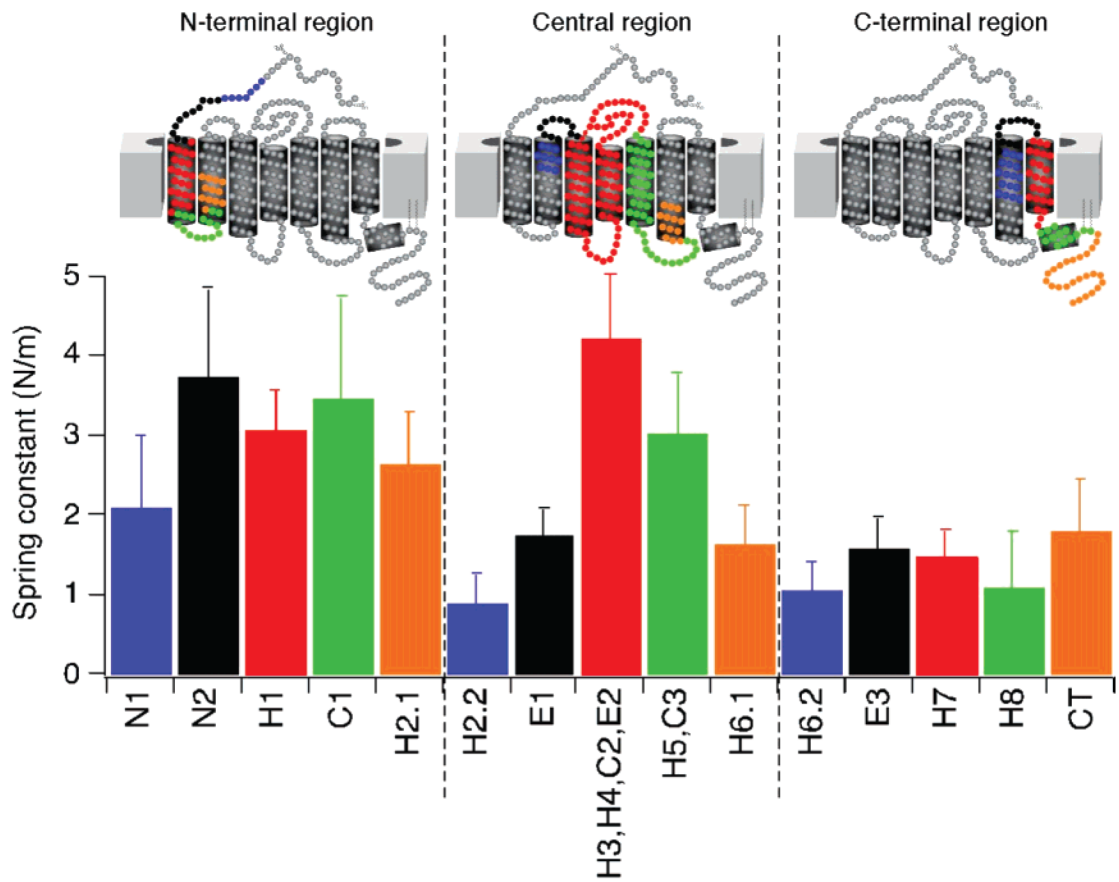 N-terminal region
Central region
C-terminal region
Spring constant (N/m)
5
4
3
2
1
0
N1
N2
H1
C1
H2.1
H2.2
E1
H3,H4,C2,E2
H5,C3
H6.1
H6.2
E3
H7
H8
CT